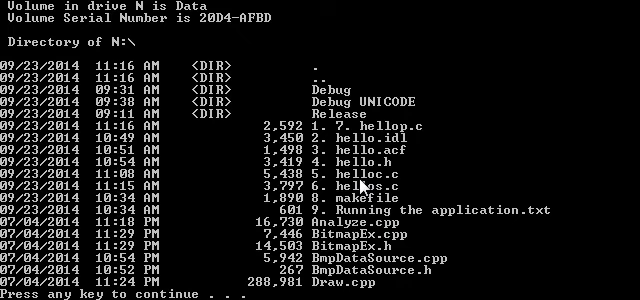 Volume in drive N is Data
Volume Serial Number is 20D4-AFBD
Directory of N:\
09/23/2014 11:16 AM <DIR> .
09/23/2014 11:16 AM <DIR> ..
09/23/2014 09:31 AM <DIR> Debug
09/23/2014 09:38 AM <DIR> Debug UNICODE
09/23/2014 09:11 AM <DIR> Release
09/23/2014 11:16 AM 2,592 1. 7. hellop.c
09/23/2014 10:49 AM 3,450 2. hello.idl
09/23/2014 10:51 AM 1,498 3. hello.acf
09/23/2014 10:54 AM 3,419 4. hello.h
09/23/2014 11:08 AM 5,438 5. helloc.c
09/23/2014 11:15 AM 3,797 6. hellos.c
09/23/2014 10:34 AM 1,890 8. makefile
09/23/2014 10:34 AM 601 9. Running the application.txt
07/04/2014 11:18 PM 16,730 Analyze.cpp
07/04/2014 11:29 PM 7,446 BitmapEx.cpp
07/04/2014 11:29 PM 14,503 BitmapEx.h
07/04/2014 10:54 PM 5,942 BmpDataSource.cpp
07/04/2014 10:52 PM 267 BmpDataSource.h
07/04/2014 11:24 PM 288,981 Draw.cpp
Press any key to continue . . .